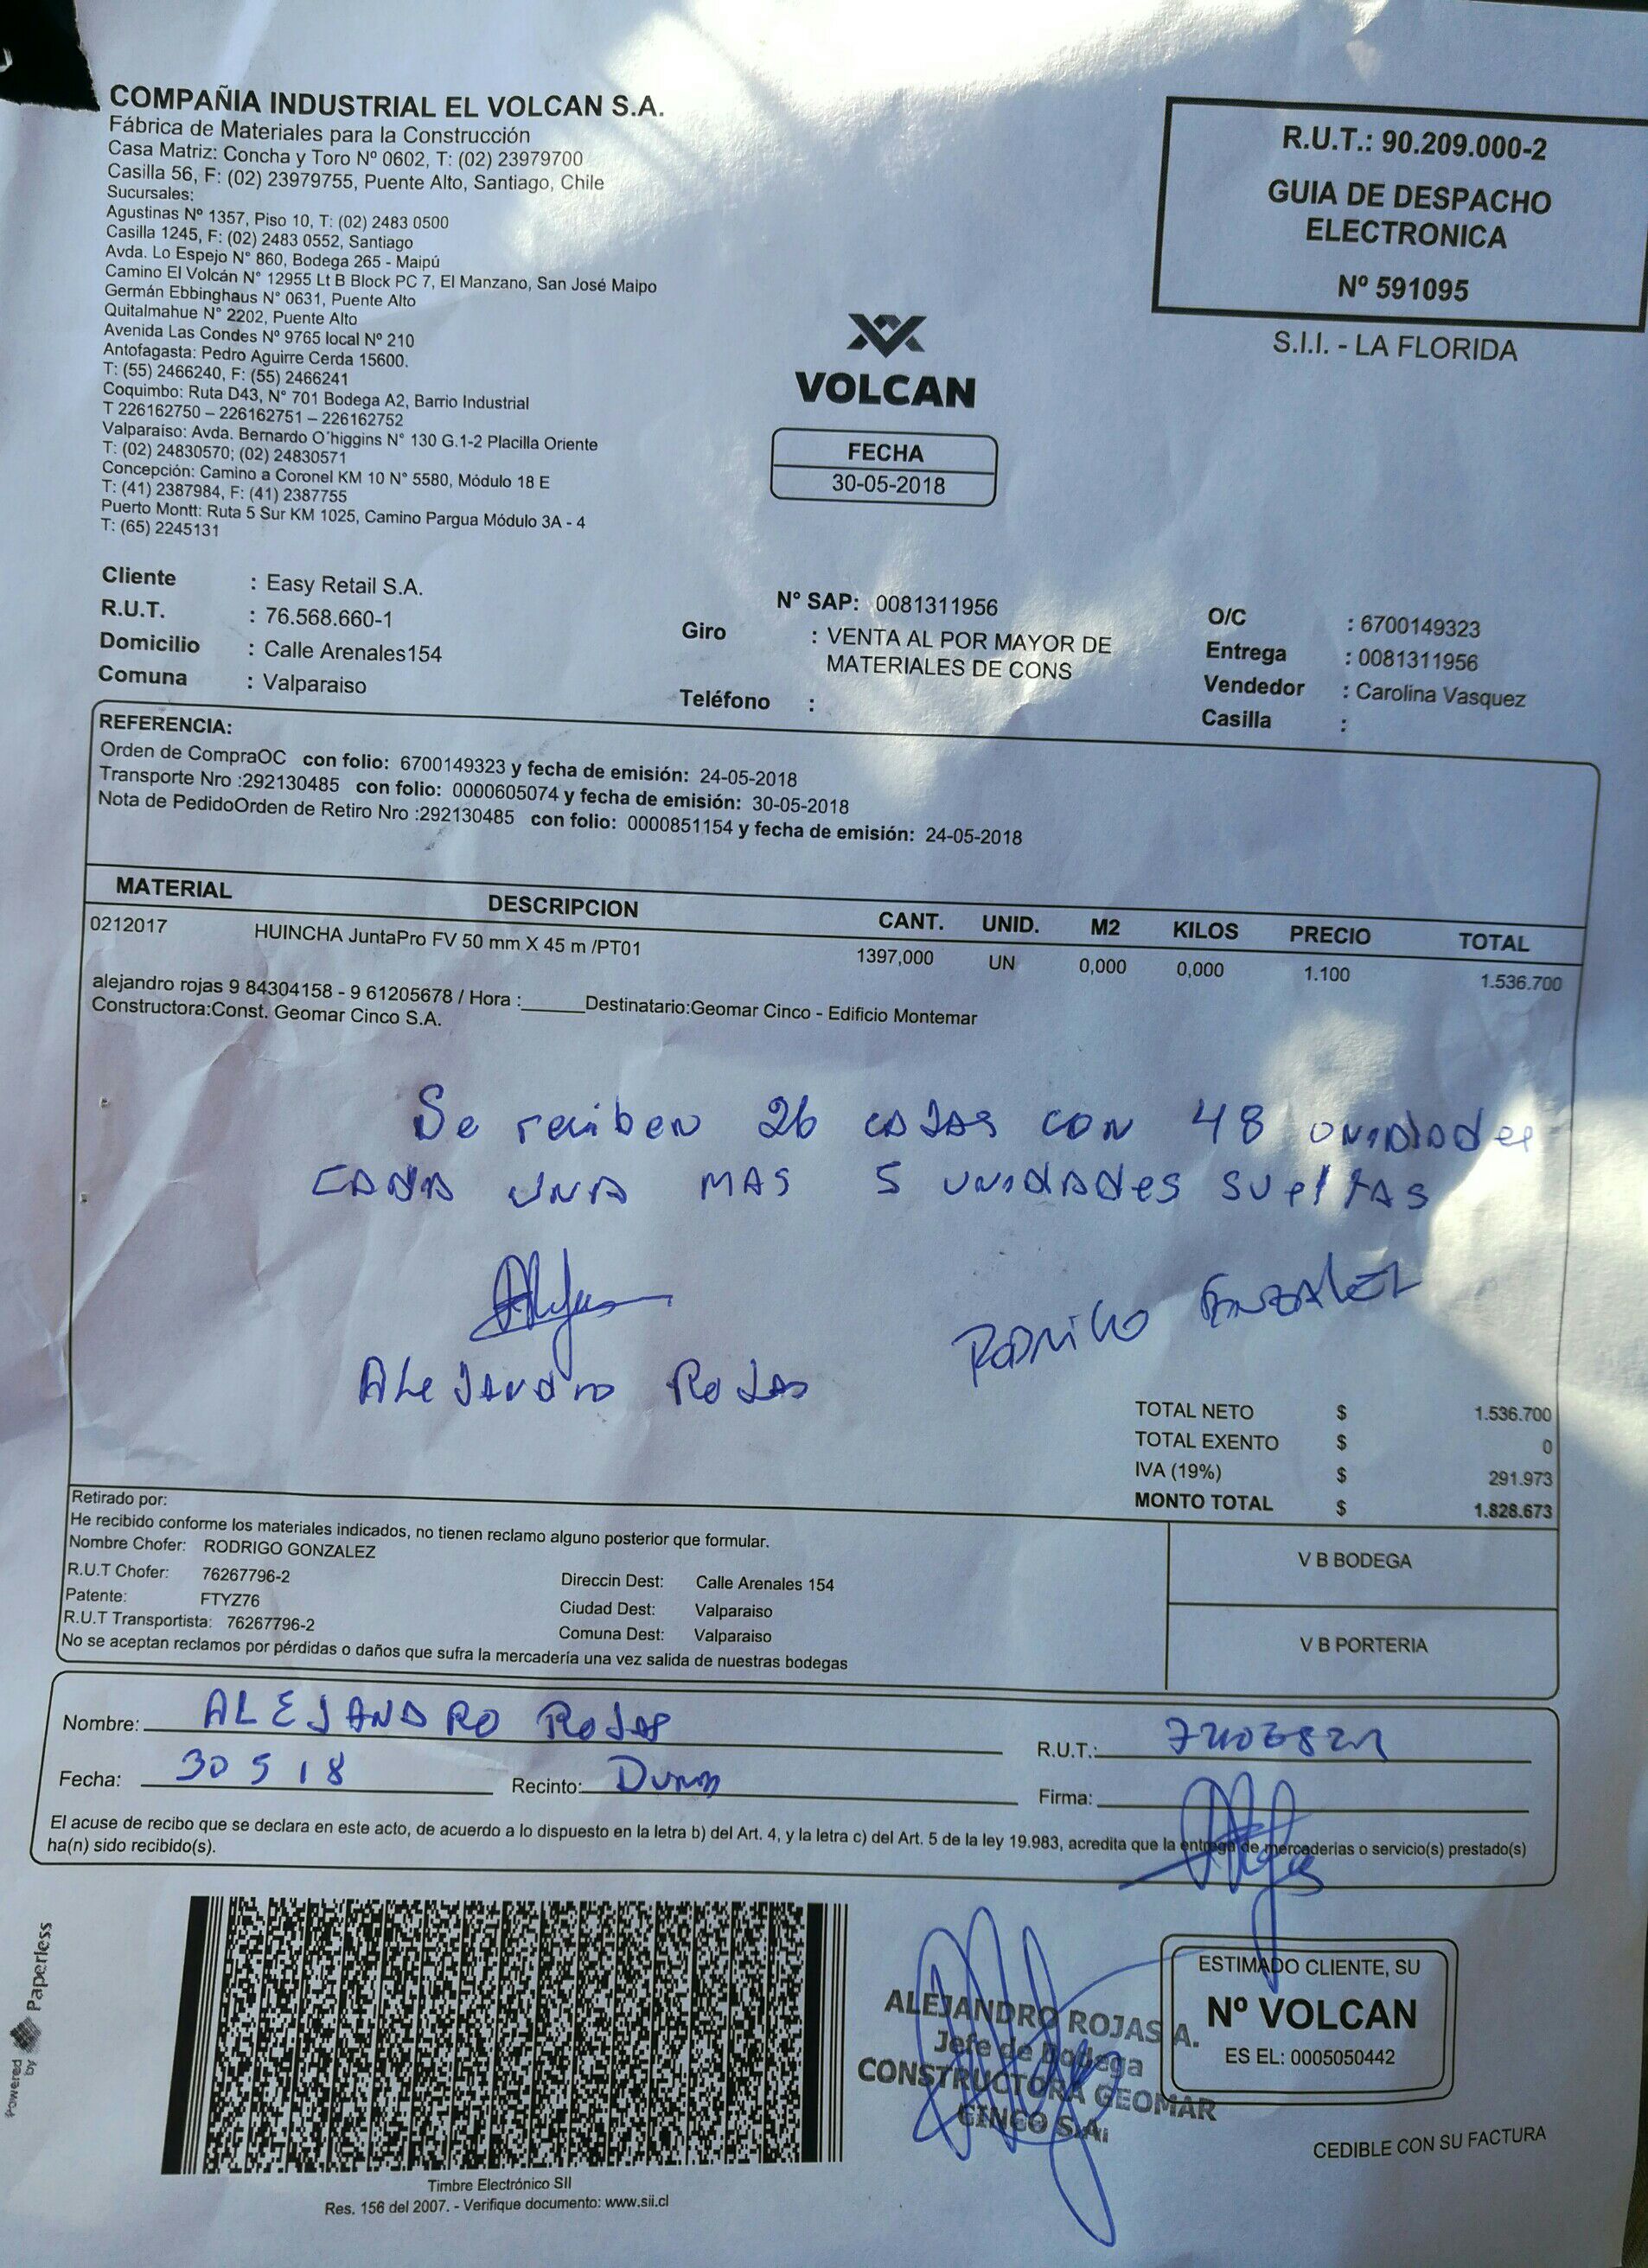 COMPAÑIA INDUSTRIAL EL VOLCAN S.A.
Fábrica de Materiales para la Construcción
Casa Matriz: Concha y Toro Nº 0602, T: (02) 23979700
Casilla 56, F: (02) 23979755, Puente Alto, Santiago, Chile
Sucursales:
Agustinas Nº 1357, Piso 10, T: (02) 2483 0500
Casilla 1245, F: (02) 2483 0552, Santiago
Avda. Lo Espejo N° 860, Bodega 265 - Maipú
Camino El Volcán N° 12955 Lt B Block PC 7, El Manzano, San José Maipo
Germán Ebbinghaus N° 0631, Puente Alto
Quitalmahue N° 2202, Puente Alto
Avenida Las Condes Nº 9765 local Nº 210
Antofagasta: Pedro Aguirre Cerda 15600.
T: (55) 2466240, F: (55) 2466241
Coquimbo: Ruta D43, N° 701 Bodega A2, Barrio Industrial
T 226162750 – 226162751 – 226162752
Valparaíso: Avda. Bernardo O´higgins N° 130 G.1-2 Placilla Oriente
T: (02) 24830570; (02) 24830571
Concepción: Camino a Coronel KM 10 N° 5580, Módulo 18 E
T: (41) 2387984, F: (41) 2387755
Puerto Montt: Ruta 5 Sur KM 1025, Camino Pargua Módulo 3A - 4
T: (65) 2245131
VOLCAN
FECHA
30-05-2018
R.U.T.: 90.209.000-2
GUIA DE DESPACHO
ELECTRONICA
Nº 591095
S.I.I. - LA FLORIDA
Cliente : Easy Retail S.A.
R.U.T. : 76.568.660-1
Domicilio : Calle Arenales154
Comuna : Valparaiso
N° SAP: 0081311956
Giro : VENTA AL POR MAYOR DE
MATERIALES DE CONS
Teléfono :
O/C : 6700149323
Entrega : 0081311956
Vendedor : Carolina Vasquez
Casilla :
REFERENCIA:
Orden de CompraOC con folio: 6700149323 y fecha de emisión: 24-05-2018
Transporte Nro :292130485 con folio: 0000605074 y fecha de emisión: 30-05-2018
Nota de PedidoOrden de Retiro Nro :292130485 con folio: 0000851154 y fecha de emisión: 24-05-2018
MATERIAL DESCRIPCION CANT. UNID. M2 KILOS PRECIO TOTAL
0212017 HUINCHA JuntaPro FV 50 mm X 45 m /PT01 1397,000 UN 0,000 0,000 1.100 1.536.700
alejandro rojas 9 84304158 - 9 61205678 / Hora :______Destinatario:Geomar Cinco - Edificio Montemar
Constructora:Const. Geomar Cinco S.A.
Se reciben 26 cajas con 48 unidades
cada una mas 5 unidades sueltas
Alejandro Rojas
Rodrigo Gonzalez
TOTAL NETO $ 1.536.700
TOTAL EXENTO $ 0
IVA (19%) $ 291.973
MONTO TOTAL $ 1.828.673
Retirado por:
He recibido conforme los materiales indicados, no tienen reclamo alguno posterior que formular.
Nombre Chofer: RODRIGO GONZALEZ
R.U.T Chofer: 76267796-2 Direccin Dest: Calle Arenales 154
Patente: FTYZ76 Ciudad Dest: Valparaiso
R.U.T Transportista: 76267796-2 Comuna Dest: Valparaiso
No se aceptan reclamos por pérdidas o daños que sufra la mercadería una vez salida de nuestras bodegas
V B BODEGA
V B PORTERIA
Nombre: ALEJANDRO Rojas R.U.T.:
Fecha: 30 5 18 Recinto: Firma:
El acuse de recibo que se declara en este acto, de acuerdo a lo dispuesto en la letra b) del Art. 4, y la letra c) del Art. 5 de la ley 19.983, acredita que la entrega de mercaderias o servicio(s) prestado(s)
ha(n) sido recibido(s).
Powered by Paperless
Timbre Electrónico SII
Res. 156 del 2007. - Verifique documento: www.sii.cl
ALEJANDRO ROJAS A.
Jefe de Bodega
CONSTRUCTORA GEOMAR
CINCO S.A.
ESTIMADO CLIENTE, SU
Nº VOLCAN
ES EL: 0005050442
CEDIBLE CON SU FACTURA